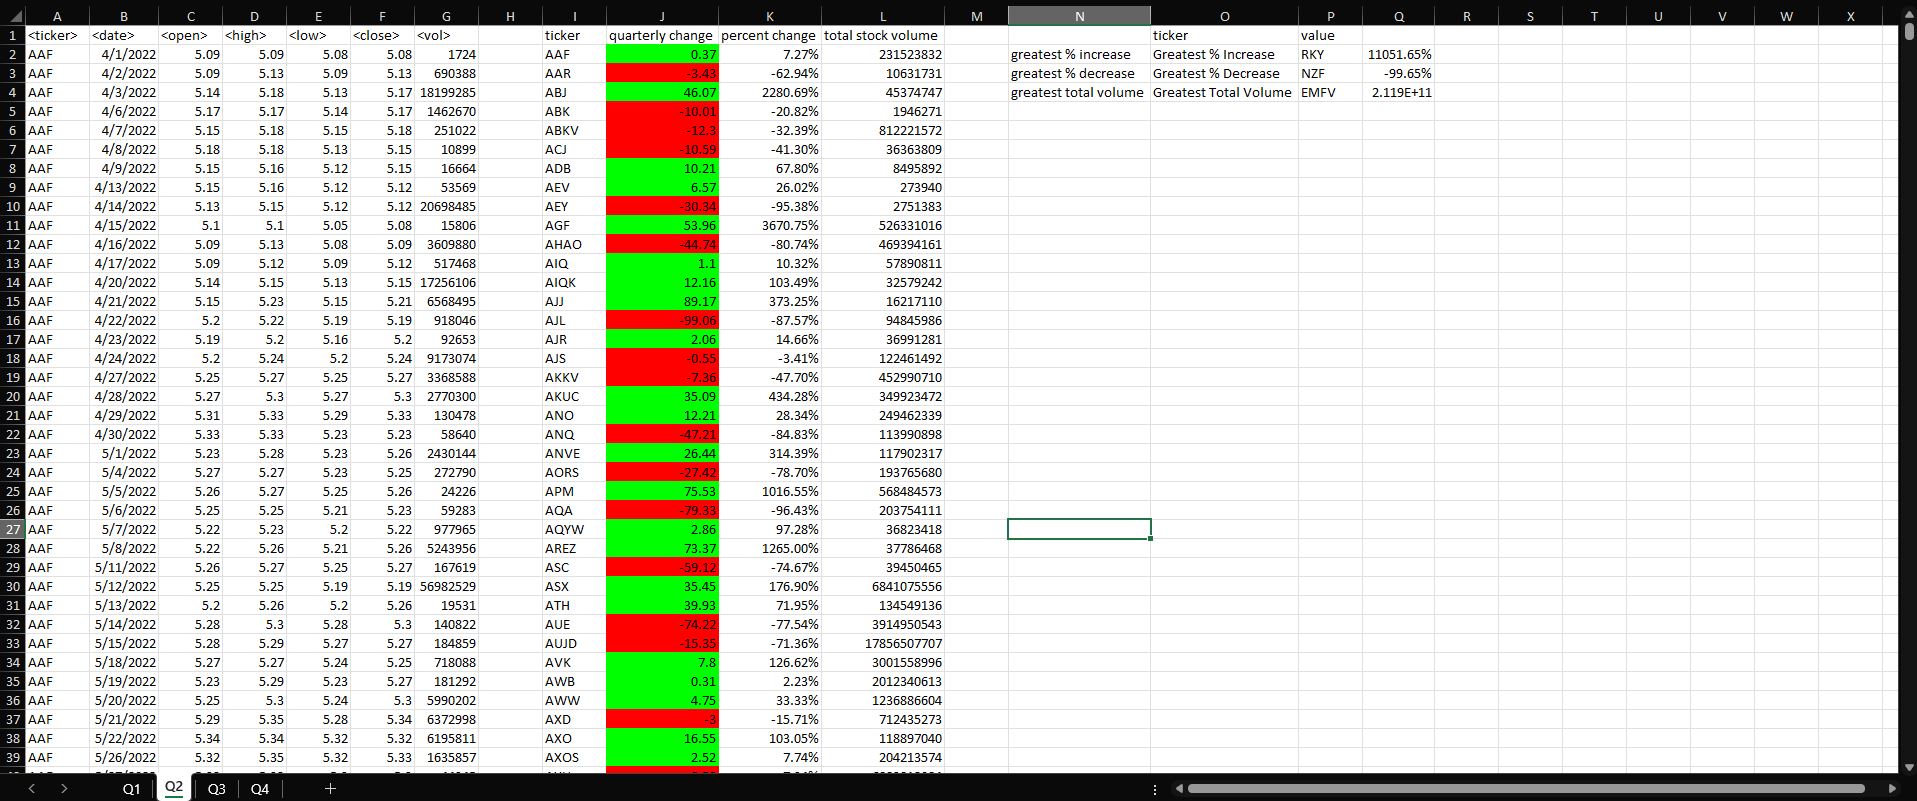 A B C D E F G H I J K L M N O P Q R S T U V W X
1 <ticker> <date> <open> <high> <low> <close> <vol> ticker quarterly change percent change total stock volume ticker value
2 AAF 4/1/2022 5.09 5.09 5.08 5.08 1724 AAF 0.37 7.27% 231523832 greatest % increase Greatest % Increase RKY 11051.65%
3 AAF 4/2/2022 5.09 5.13 5.09 5.13 690388 AAR -3.43 -62.94% 10631731 greatest % decrease Greatest % Decrease NZF -99.65%
4 AAF 4/3/2022 5.14 5.18 5.13 5.17 18199285 ABJ 46.07 2280.69% 45374747 greatest total volume Greatest Total Volume EMFV 2.119E+11
5 AAF 4/6/2022 5.17 5.17 5.14 5.17 1462670 ABK -10.01 -20.82% 1946271
6 AAF 4/7/2022 5.15 5.18 5.15 5.18 251022 ABKV -12.3 -32.39% 812221572
7 AAF 4/8/2022 5.18 5.18 5.13 5.15 10899 ACJ -10.59 -41.30% 36363809
8 AAF 4/9/2022 5.15 5.16 5.12 5.15 16664 ADB 10.21 67.80% 8495892
9 AAF 4/13/2022 5.15 5.16 5.12 5.12 53569 AEV 6.57 26.02% 273940
10 AAF 4/14/2022 5.13 5.15 5.12 5.12 20698485 AEY -30.34 -95.38% 2751383
11 AAF 4/15/2022 5.1 5.1 5.05 5.08 15806 AGF 53.96 3670.75% 526331016
12 AAF 4/16/2022 5.09 5.13 5.08 5.09 3609880 AHAO -44.74 -80.74% 469394161
13 AAF 4/17/2022 5.09 5.12 5.09 5.12 517468 AIQ 1.1 10.32% 57890811
14 AAF 4/20/2022 5.14 5.15 5.13 5.15 17256106 AIQK 12.16 103.49% 32579242
15 AAF 4/21/2022 5.15 5.23 5.15 5.21 6568495 AJJ 89.17 373.25% 16217110
16 AAF 4/22/2022 5.2 5.22 5.19 5.19 918046 AJL -99.06 -87.57% 94845986
17 AAF 4/23/2022 5.19 5.2 5.16 5.2 92653 AJR 2.06 14.66% 36991281
18 AAF 4/24/2022 5.2 5.24 5.2 5.24 9173074 AJS -0.55 -3.41% 122461492
19 AAF 4/27/2022 5.25 5.27 5.25 5.27 3368588 AKKV -7.36 -47.70% 452990710
20 AAF 4/28/2022 5.27 5.3 5.27 5.3 2770300 AKUC 35.09 434.28% 349923472
21 AAF 4/29/2022 5.31 5.33 5.29 5.33 130478 ANO 12.21 28.34% 249462339
22 AAF 4/30/2022 5.33 5.33 5.23 5.23 58640 ANQ -47.21 -84.83% 113990898
23 AAF 5/1/2022 5.23 5.28 5.23 5.26 2430144 ANVE 26.44 314.39% 117902317
24 AAF 5/4/2022 5.27 5.27 5.23 5.25 272790 AORS -27.42 -78.70% 193765680
25 AAF 5/5/2022 5.26 5.27 5.25 5.26 24226 APM 75.53 1016.55% 568484573
26 AAF 5/6/2022 5.25 5.25 5.21 5.23 59283 AQA -79.33 -96.43% 203754111
27 AAF 5/7/2022 5.22 5.23 5.2 5.22 977965 AQYW 2.86 97.28% 36823418
28 AAF 5/8/2022 5.22 5.26 5.21 5.26 5243956 AREZ 73.37 1265.00% 37786468
29 AAF 5/11/2022 5.26 5.27 5.25 5.27 167619 ASC -59.12 -74.67% 39450465
30 AAF 5/12/2022 5.25 5.25 5.19 5.19 56982529 ASX 35.45 176.90% 6841075556
31 AAF 5/13/2022 5.2 5.26 5.2 5.26 19531 ATH 39.93 71.95% 134549136
32 AAF 5/14/2022 5.28 5.3 5.28 5.3 140822 AUE -74.22 -77.54% 3914950543
33 AAF 5/15/2022 5.28 5.29 5.27 5.27 184859 AUJD -15.35 -71.36% 17856507707
34 AAF 5/18/2022 5.27 5.27 5.24 5.25 718088 AVK 7.8 126.62% 3001558996
35 AAF 5/19/2022 5.23 5.29 5.23 5.27 181292 AWB 0.31 2.23% 2012340613
36 AAF 5/20/2022 5.25 5.3 5.24 5.3 5990202 AWW 4.75 33.33% 1236886604
37 AAF 5/21/2022 5.29 5.35 5.28 5.34 6372998 AXD -3 -15.71% 712435273
38 AAF 5/22/2022 5.34 5.34 5.32 5.32 6195811 AXO 16.55 103.05% 118897040
39 AAF 5/26/2022 5.32 5.35 5.32 5.33 1635857 AXOS 2.52 7.74% 204213574
Q1 Q2 Q3 Q4 +